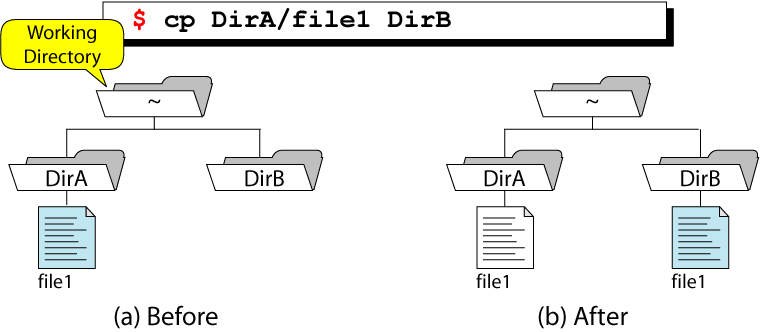 $ cp DirA/file1 DirB
Working
Directory
~
~
DirA
DirB
DirA
DirB
file1
file1
file1
(a) Before
(b) After